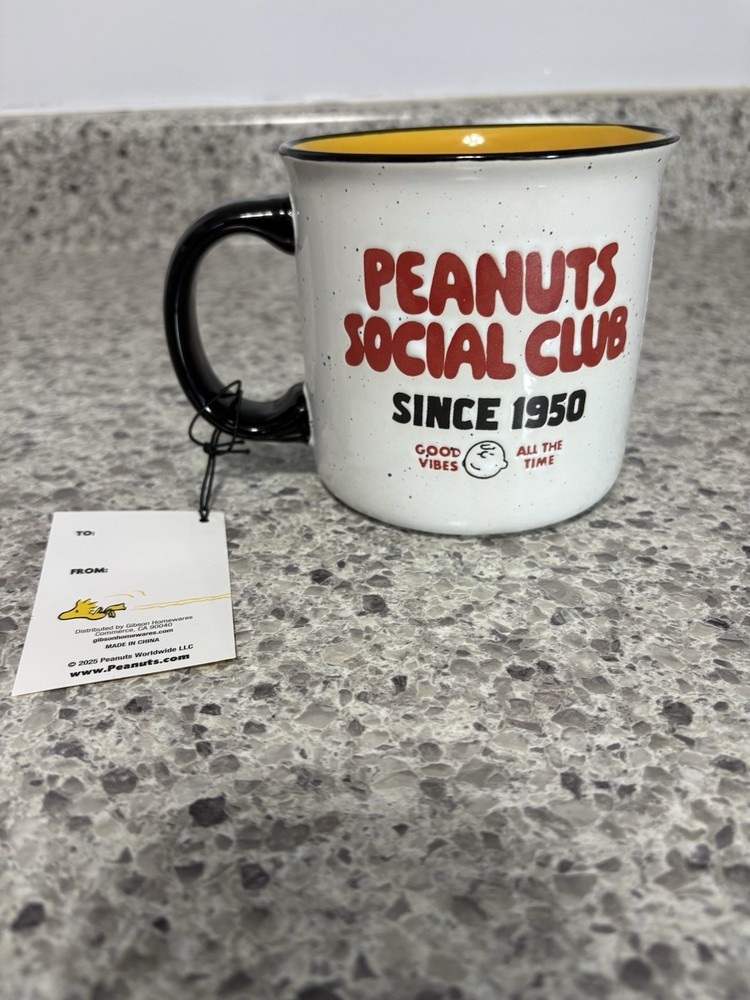 PEANUTS
SOCIAL CLUB
SINCE 1950
GOOD VIBES
ALL THE TIME
TO:
FROM:
Distributed by Gibson Homewares
Commerce, CA 90040
gibsonhomewares.com
MADE IN CHINA
© 2025 Peanuts Worldwide LLC
www.Peanuts.com